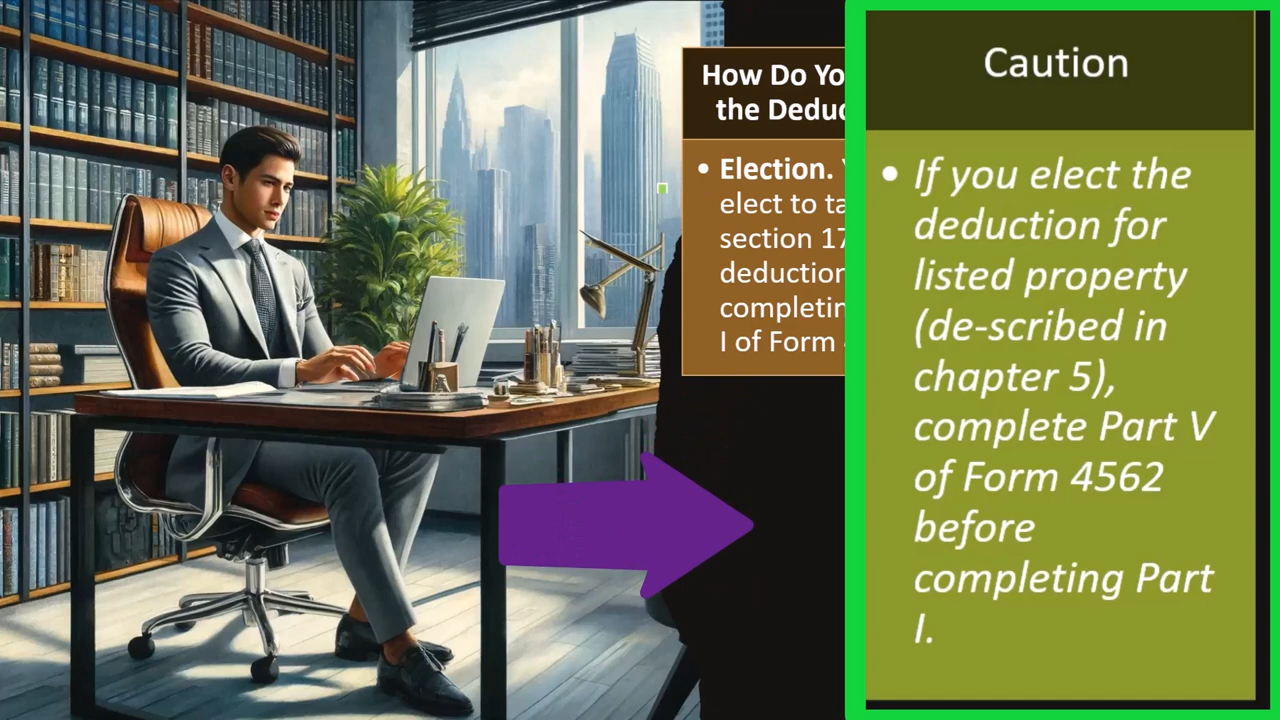 How Do Yo
the Deduc
• Election.
elect to ta
section 17
deduction
completin
I of Form
Caution
• If you elect the
deduction for
listed property
(de-scribed in
chapter 5),
complete Part V
of Form 4562
before
completing Part
I.